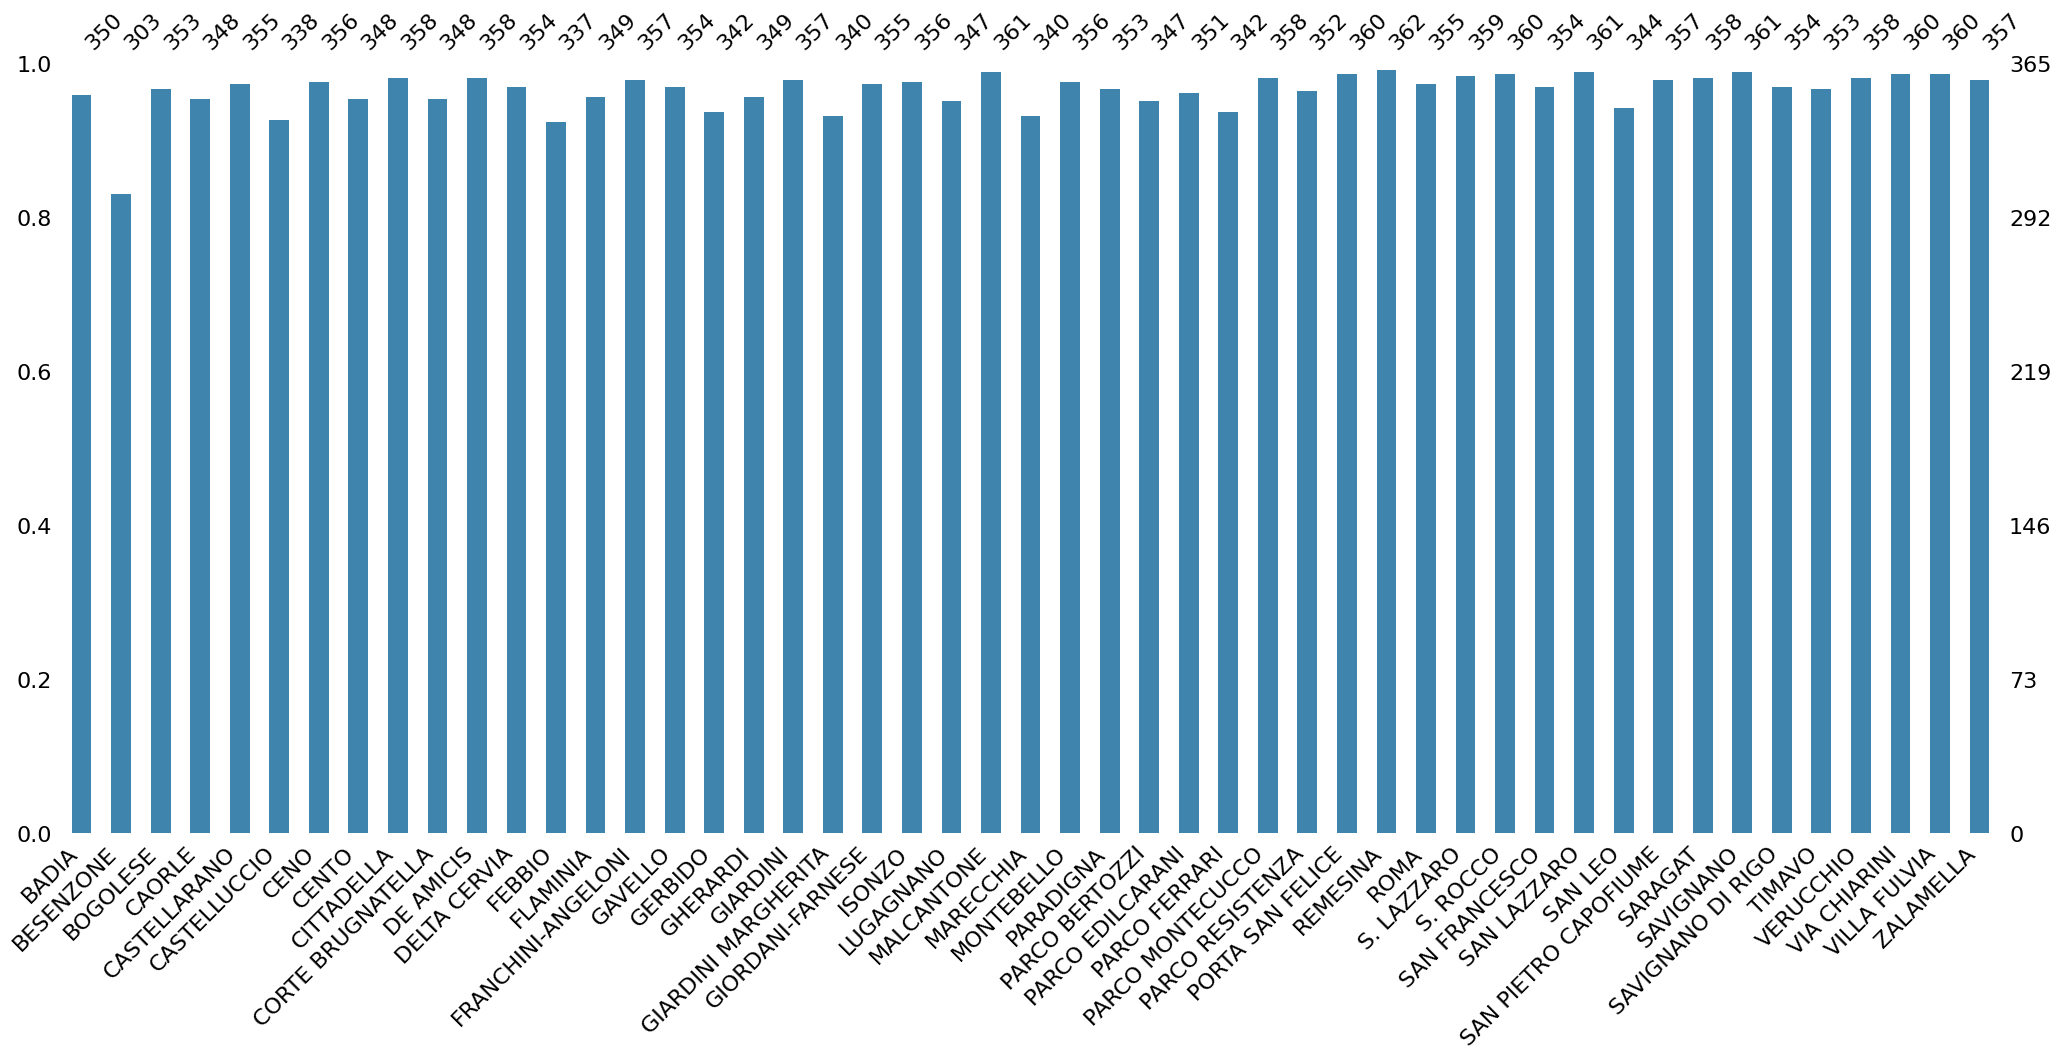 350 303 353 348 355 338 356 348 358 348 358 354 337 349 357 354 342 349 357 340 355 356 347 361 340 356 353 347 351 342 358 352 360 362 355 359 360 354 361 344 357 358 361 354 353 358 360 360 357
1.0 365
0.8 292
0.6 219
0.4 146
0.2 73
0.0 0
BADIA
BESENZONE
BOGOLESE
CAORLE
CASTELLARANO
CASTELLUCCIO
CENO
CENTO
CITTADELLA
CORTE BRUGNATELLA
DE AMICIS
DELTA CERVIA
FEBBIO
FLAMINIA
FRANCHINI-ANGELONI
GAVELLO
GERBIDO
GHERARDI
GIARDINI
GIARDINI MARGHERITA
GIORDANI-FARNESE
ISONZO
LUGAGNANO
MALCANTONE
MARECCHIA
MONTEBELLO
PARADIGNA
PARCO BERTOZZI
PARCO EDILCARANI
PARCO FERRARI
PARCO MONTECUCCO
PARCO RESISTENZA
PORTA SAN FELICE
REMESINA
ROMA
S. LAZZARO
S. ROCCO
SAN FRANCESCO
SAN LAZZARO
SAN LEO
SAN PIETRO CAPOFIUME
SARAGAT
SAVIGNANO
SAVIGNANO DI RIGO
TIMAVO
VERUCCHIO
VIA CHIARINI
VILLA FULVIA
ZALAMELLA